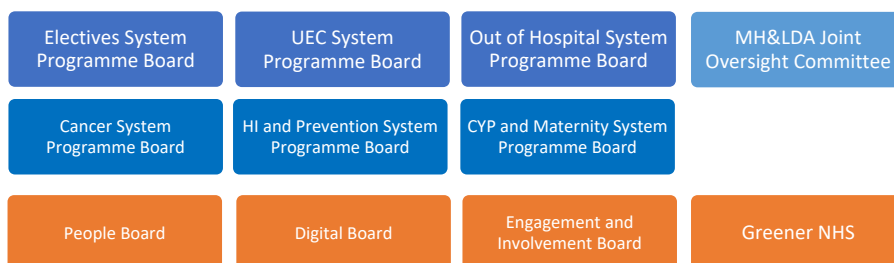 Electives System
Programme Board
UEC System
Programme Board
Out of Hospital System
Programme Board
MH&LDA Joint
Oversight Committee
Cancer System
Programme Board
HI and Prevention System
Programme Board
CYP and Maternity System
Programme Board
People Board
Digital Board
Engagement and
Involvement Board
Greener NHS